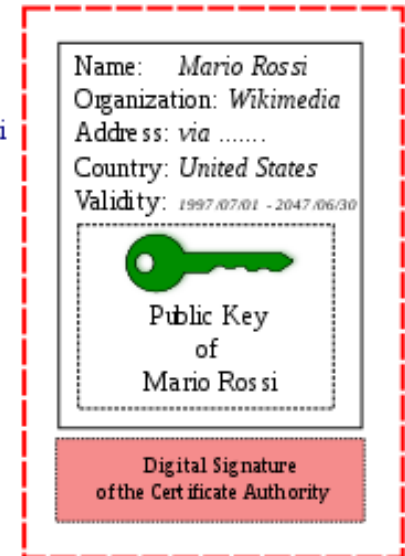 i
Name: Mario Rossi
Organization: Wikimedia
Address: via .......
Country: United States
Validity: 1997/07/01 - 2047/06/30
Public Key
of
Mario Rossi
Digital Signature
of the Certificate Authority